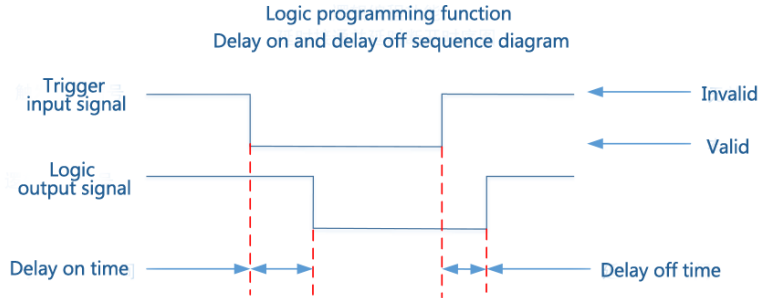 Logic programming function
Delay on and delay off sequence diagram
Trigger
input signal
Invalid
Valid
Logic
output signal
Delay on time
Delay off time